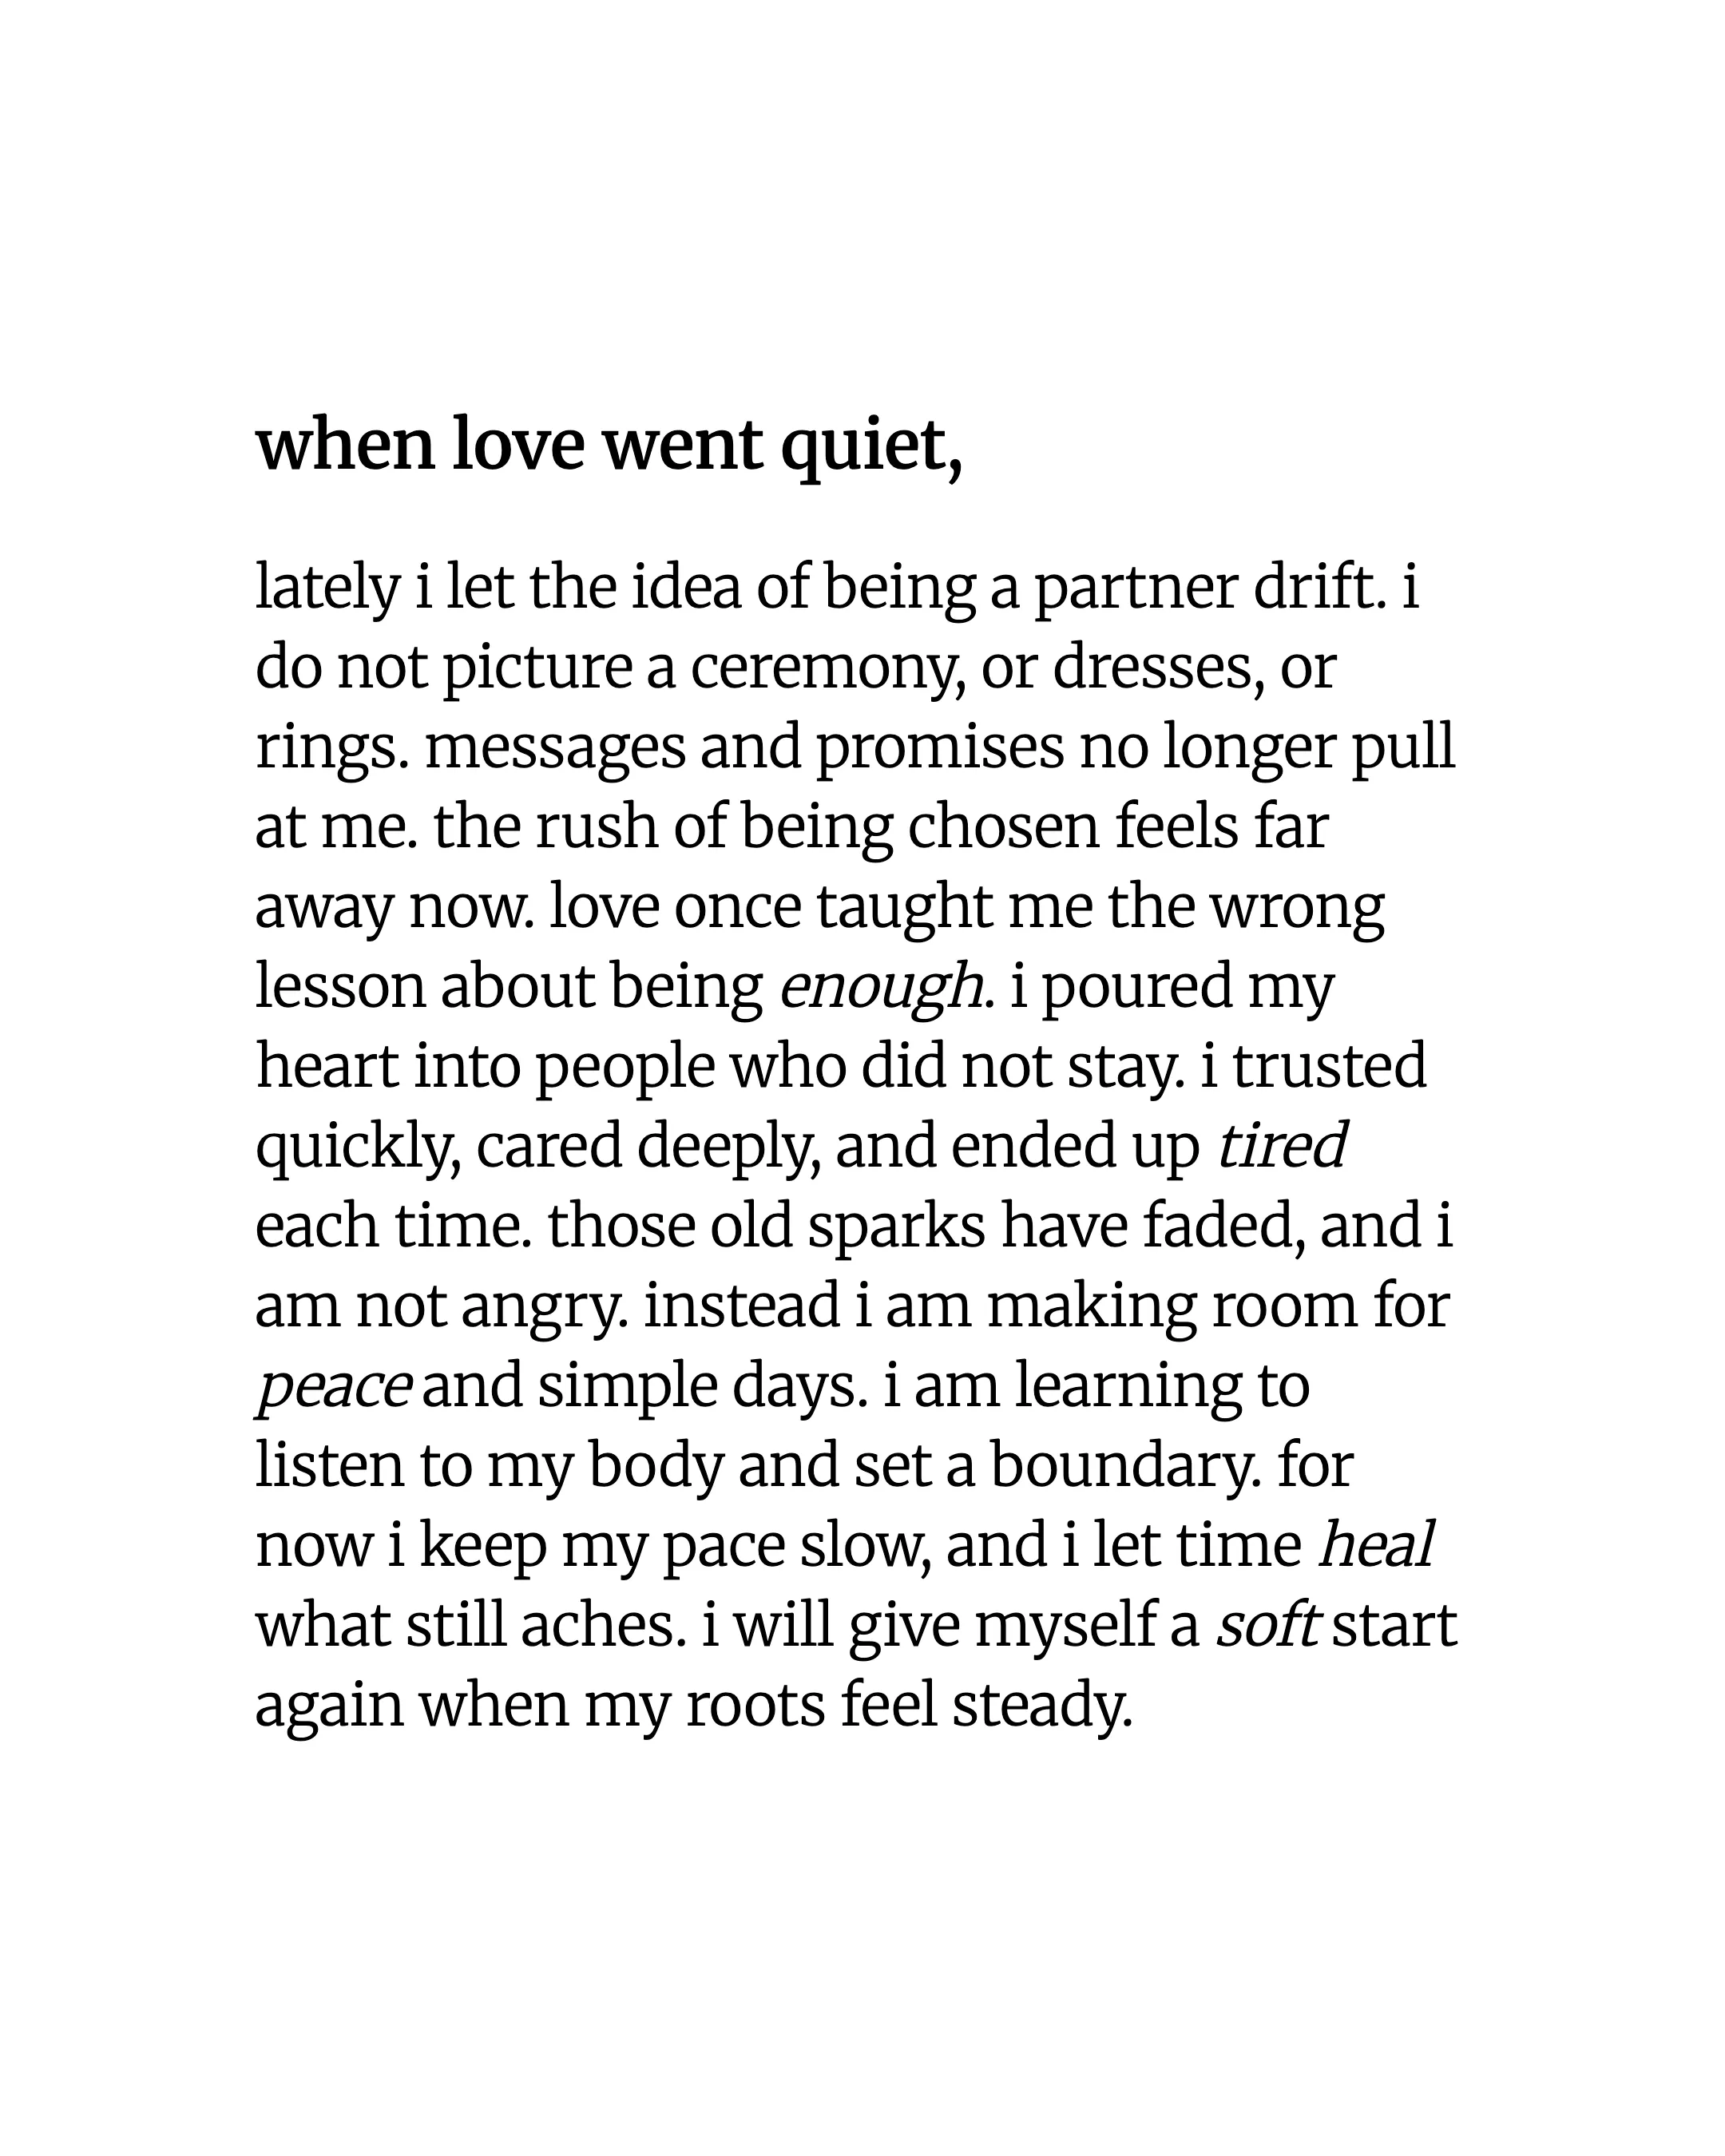 when love went quiet,
lately i let the idea of being a partner drift. i
do not picture a ceremony, or dresses, or
rings. messages and promises no longer pull
at me. the rush of being chosen feels far
away now. love once taught me the wrong
lesson about being enough. i poured my
heart into people who did not stay. i trusted
quickly, cared deeply, and ended up tired
each time. those old sparks have faded, and i
am not angry. instead i am making room for
peace and simple days. i am learning to
listen to my body and set a boundary. for
now i keep my pace slow, and i let time heal
what still aches. i will give myself a soft start
again when my roots feel steady.